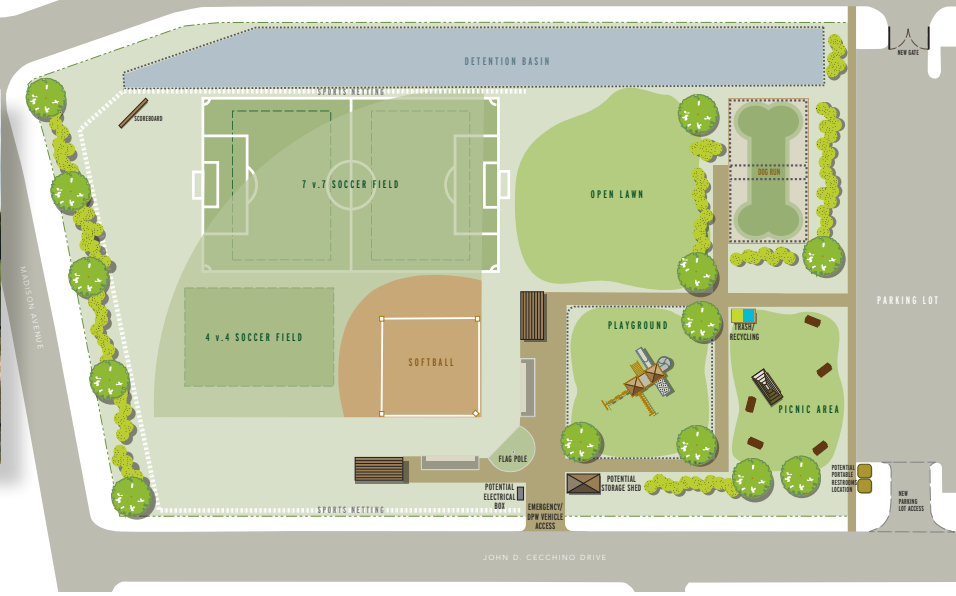 NEW GATE
DETENTION BASIN
SPORTS NETTING
SCOREBOARD
DOG RUN
7 v.7 SOCCER FIELD
OPEN LAWN
MADISON AVENUE
PARKING LOT
PLAYGROUND
TRASH/
RECYCLING
4 v.4 SOCCER FIELD
SOFTBALL
PICNIC AREA
FLAG POLE
POTENTIAL
PORTABLE
RESTROOMS
LOCATION
POTENTIAL
STORAGE SHED
POTENTIAL
ELECTRICAL
BOX
NEW
PARKING
LOT ACCESS
SPORTS NETTING
EMERGENCY/
DPW VEHICLE
ACCESS
JOHN D. CECCHINO DRIVE